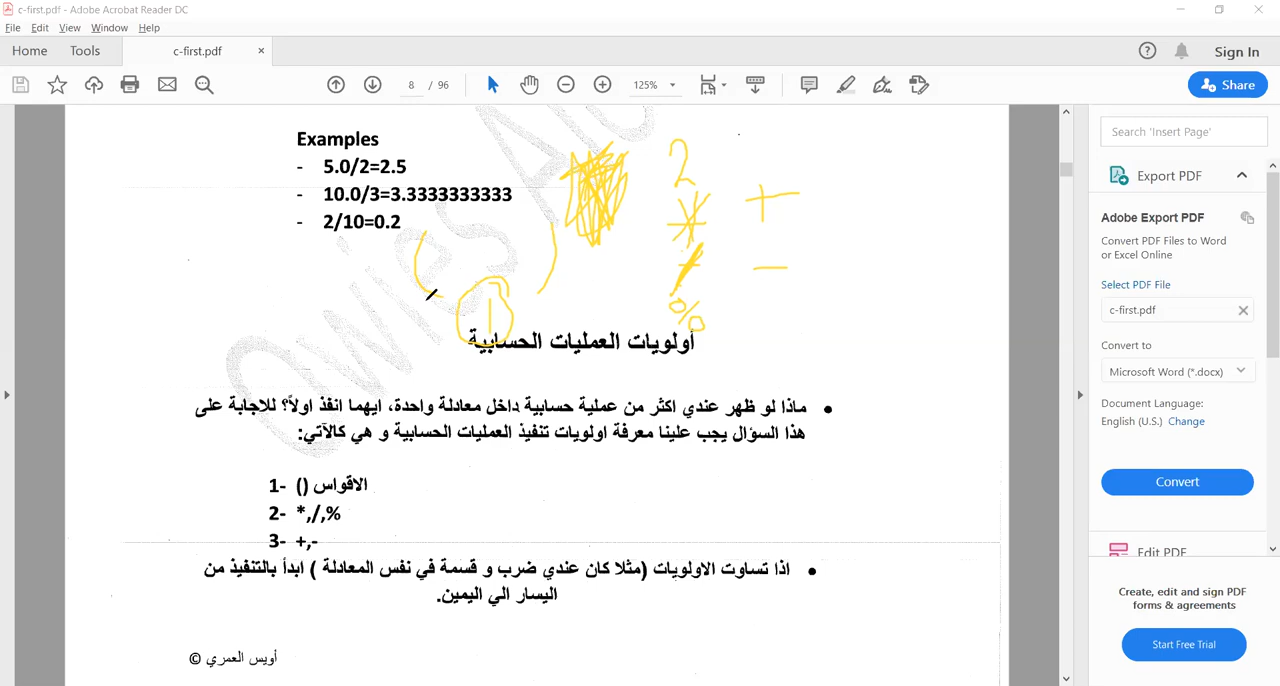 c-first.pdf - Adobe Acrobat Reader DC
File Edit View Window Help
Home Tools c-first.pdf × Sign In
8 / 96 125% Share
Examples
- 5.0/2=2.5
- 10.0/3=3.3333333333
- 2/10=0.2
2
*
/
%
+
-
( )
1
أولويات العمليات الحسابية
ماذا لو ظهر عندي اكثر من عملية حسابية داخل معادلة واحدة، ايهما انفذ اولاً؟ للاجابة على
هذا السؤال يجب علينا معرفة اولويات تنفيذ العمليات الحسابية و هي كالآتي:
1- () الاقواس
2- *,/,%
3- +,-
اذا تساوت الاولويات (مثلا كان عندي ضرب و قسمة في نفس المعادلة ) ابدأ بالتنفيذ من
اليسار الي اليمين.
أويس العمري ©
Search 'Insert Page'
Export PDF
Adobe Export PDF
Convert PDF Files to Word
or Excel Online
Select PDF File
c-first.pdf
Convert to
Microsoft Word (*.docx)
Document Language:
English (U.S.) Change
Convert
Edit PDF
Create, edit and sign PDF
forms & agreements
Start Free Trial